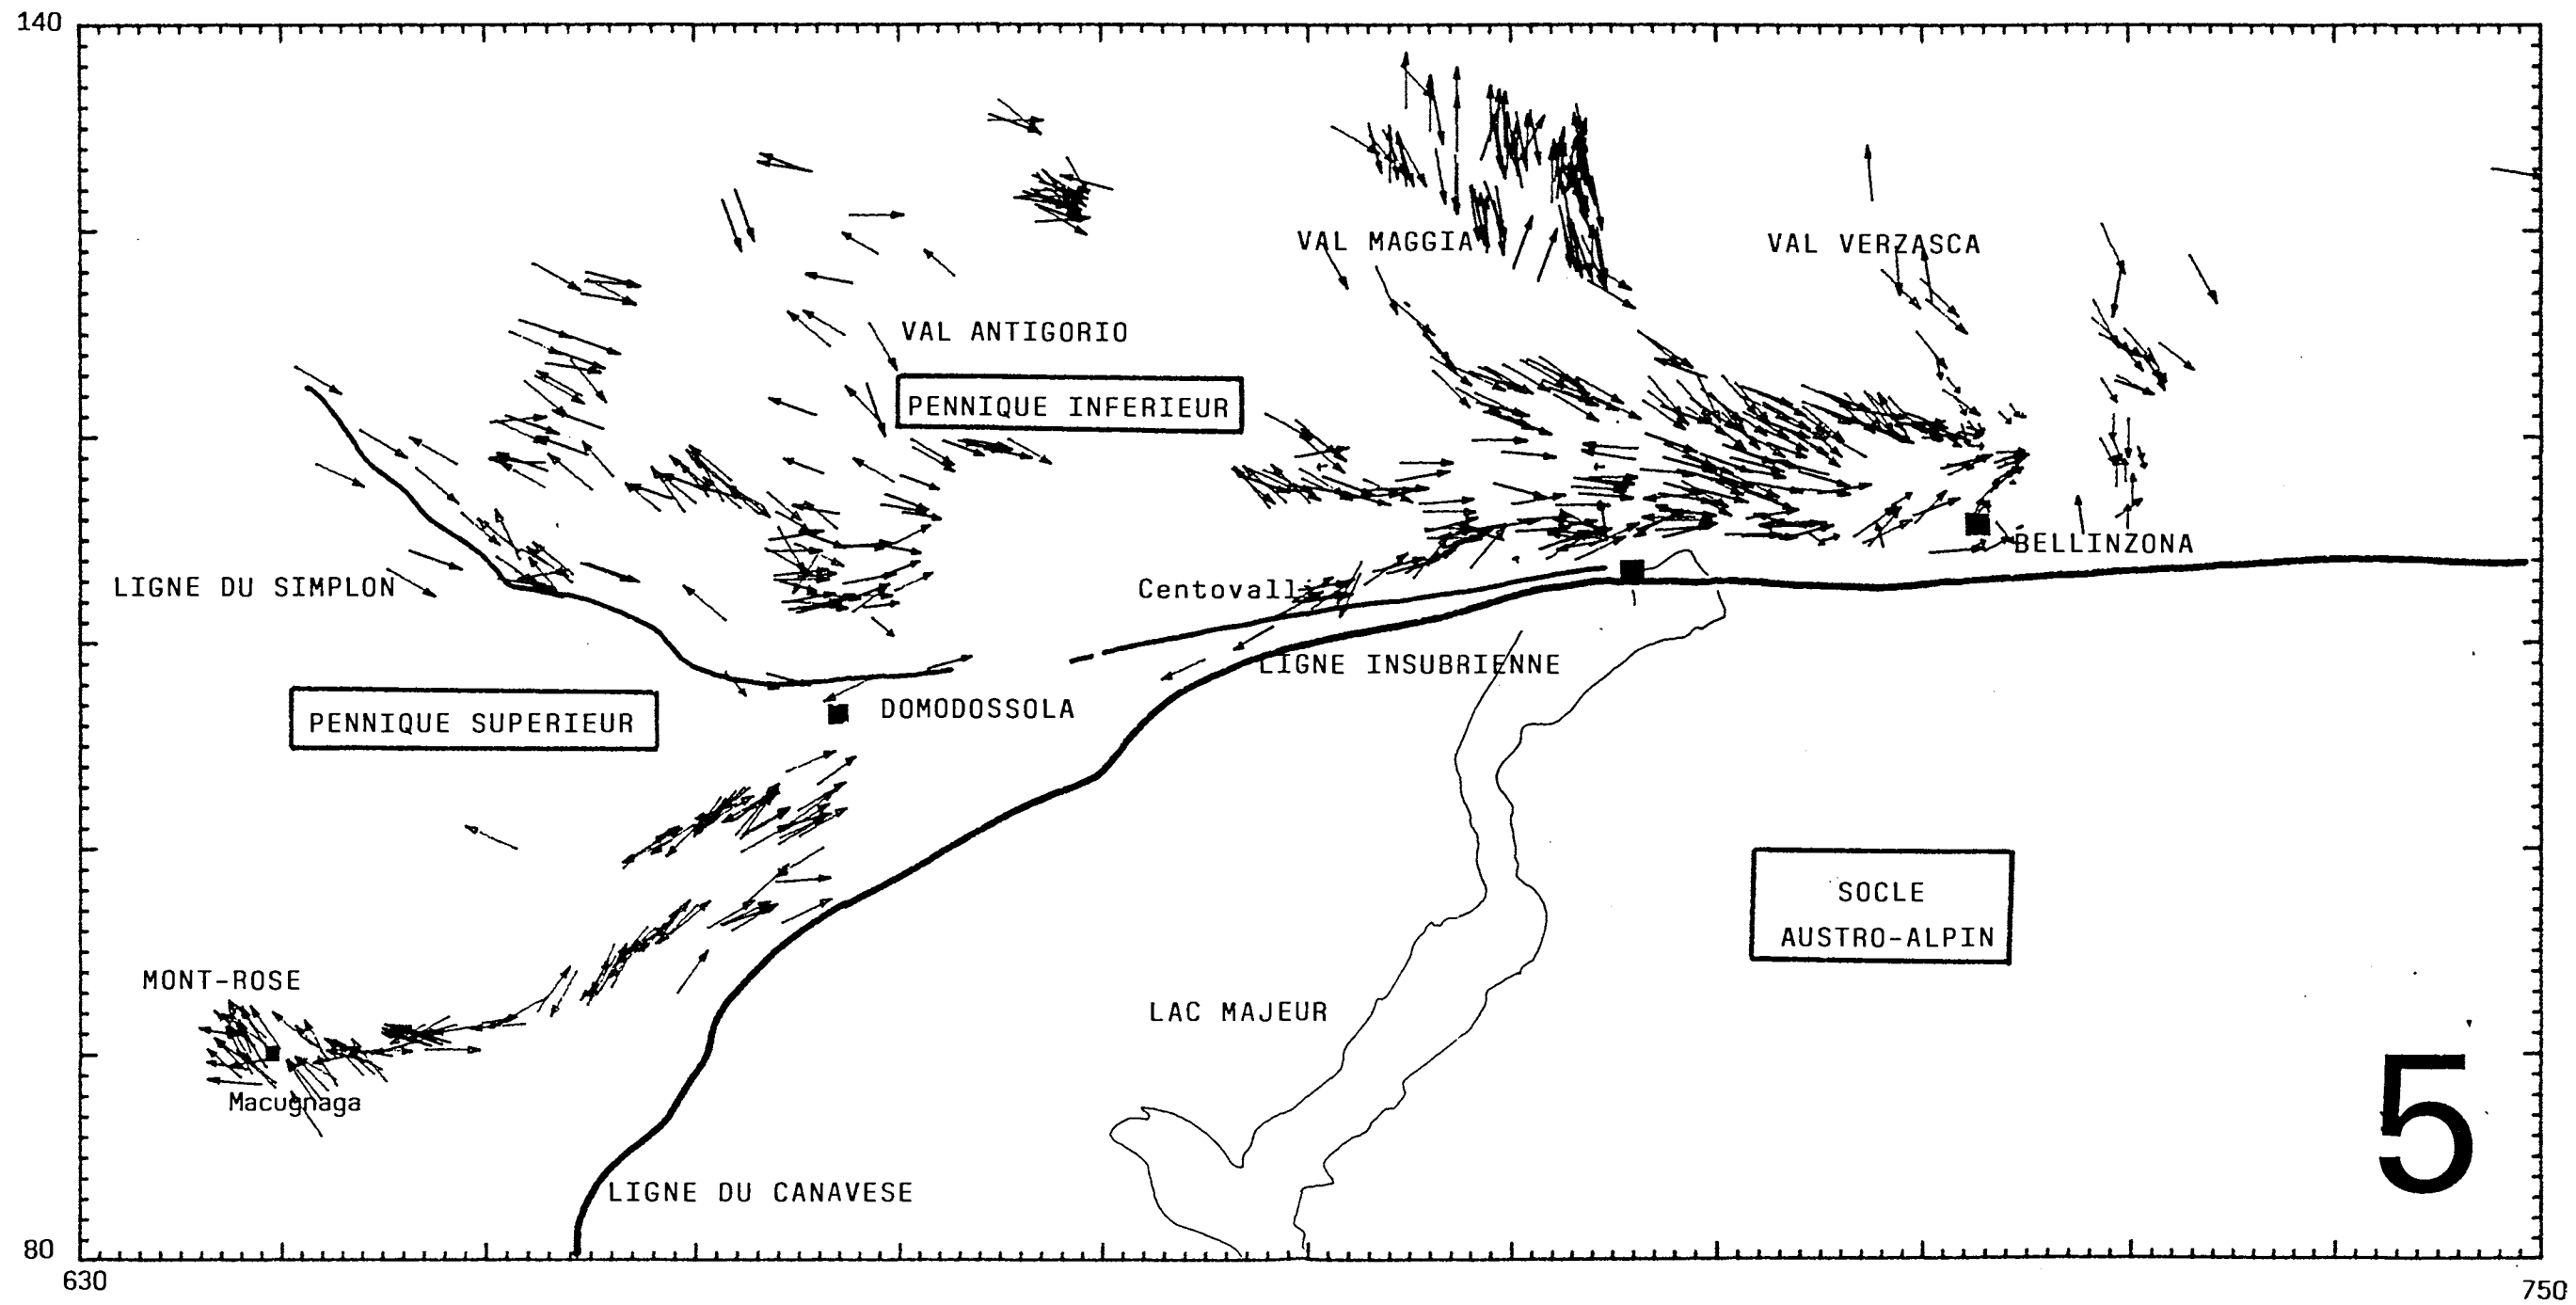 140
VAL MAGGIA
VAL VERZASCA
VAL ANTIGORIO
PENNIQUE INFERIEUR
BELLINZONA
LIGNE DU SIMPLON
Centovalli
LIGNE INSUBRIENNE
PENNIQUE SUPERIEUR
DOMODOSSOLA
SOCLE
AUSTRO-ALPIN
MONT-ROSE
LAC MAJEUR
Macugnaga
5
LIGNE DU CANAVESE
80
630
750